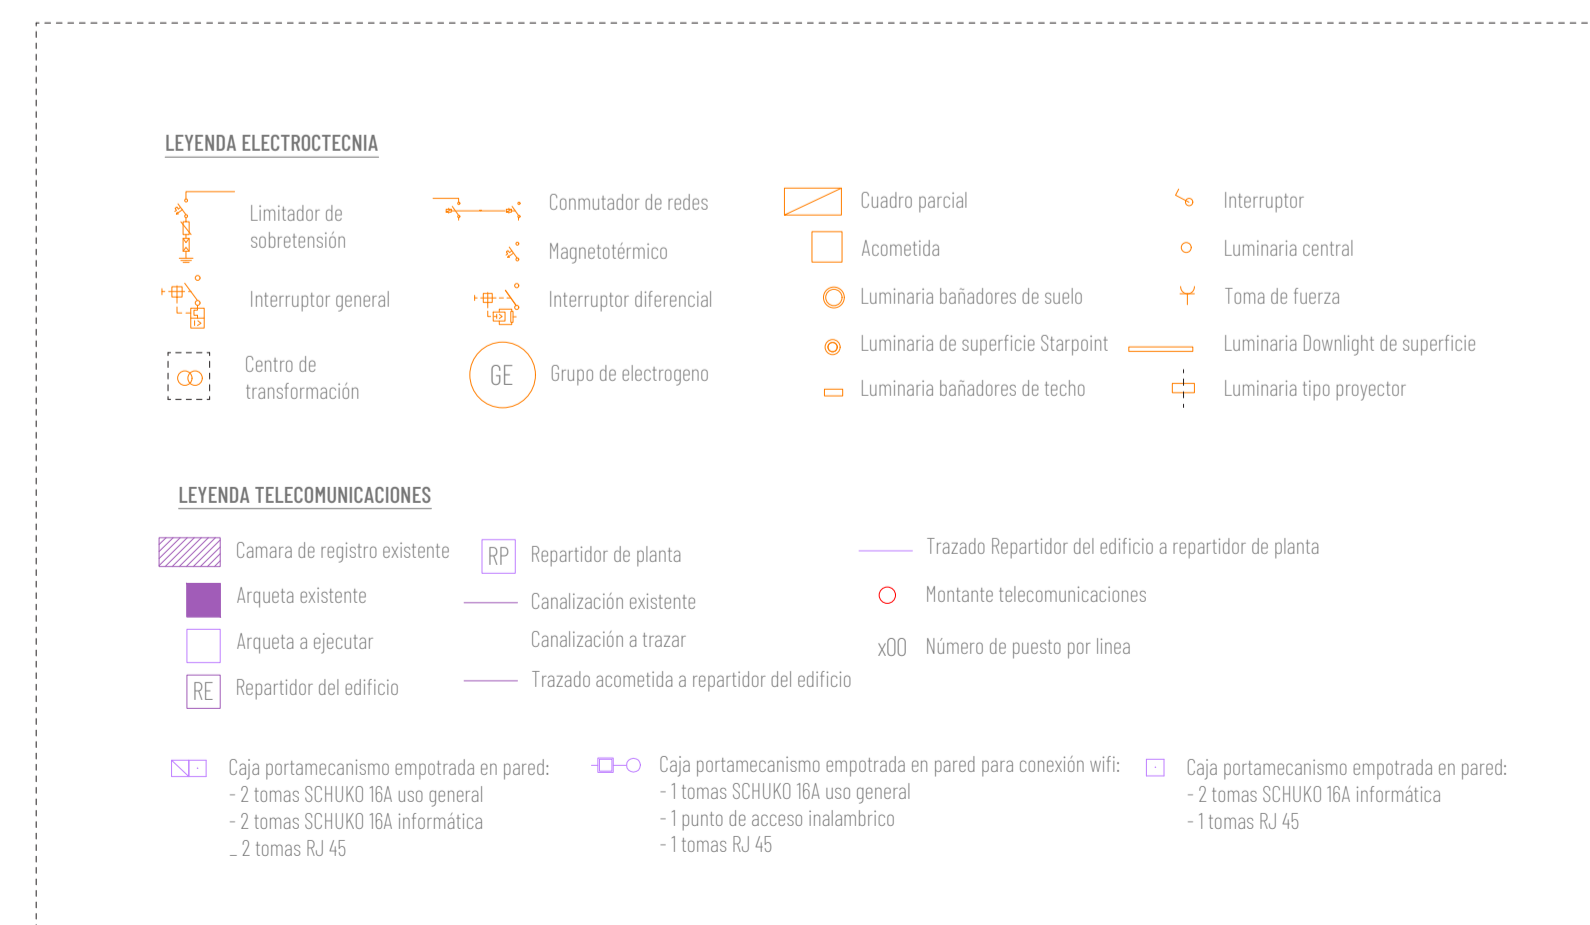 LEYENDA ELECTROCTECNIA
Limitador de
sobretensión
Interruptor general
Centro de
transformación
Conmutador de redes
Magnetotérmico
Interruptor diferencial
GE
Grupo de electrogeno
Cuadro parcial
Acometida
Luminaria bañadores de suelo
Luminaria de superficie Starpoint
Luminaria bañadores de techo
Interruptor
Luminaria central
Toma de fuerza
Luminaria Downlight de superficie
Luminaria tipo proyector
LEYENDA TELECOMUNICACIONES
Camara de registro existente
Arqueta existente
Arqueta a ejecutar
RE Repartidor del edificio
RP Repartidor de planta
Canalización existente
Canalización a trazar
Trazado acometida a repartidor del edificio
Trazado Repartidor del edificio a repartidor de planta
Montante telecomunicaciones
x00 Número de puesto por linea
Caja portamecanismo empotrada en pared:
- 2 tomas SCHUKO 16A uso general
- 2 tomas SCHUKO 16A informática
_ 2 tomas RJ 45
Caja portamecanismo empotrada en pared para conexión wifi:
- 1 tomas SCHUKO 16A uso general
- 1 punto de acceso inalambrico
- 1 tomas RJ 45
Caja portamecanismo empotrada en pared:
- 2 tomas SCHUKO 16A informática
- 1 tomas RJ 45